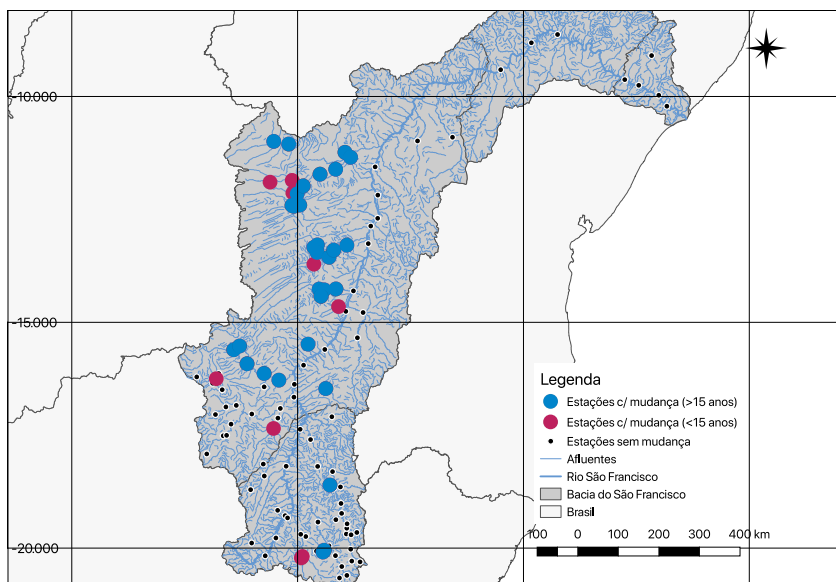 -10.000
-15.000
-20.000
Legenda
Estações c/ mudança (>15 anos)
Estações c/ mudança (<15 anos)
Estações sem mudança
Afluentes
Rio São Francisco
Bacia do São Francisco
Brasil
100 0 100 200 300 400 km